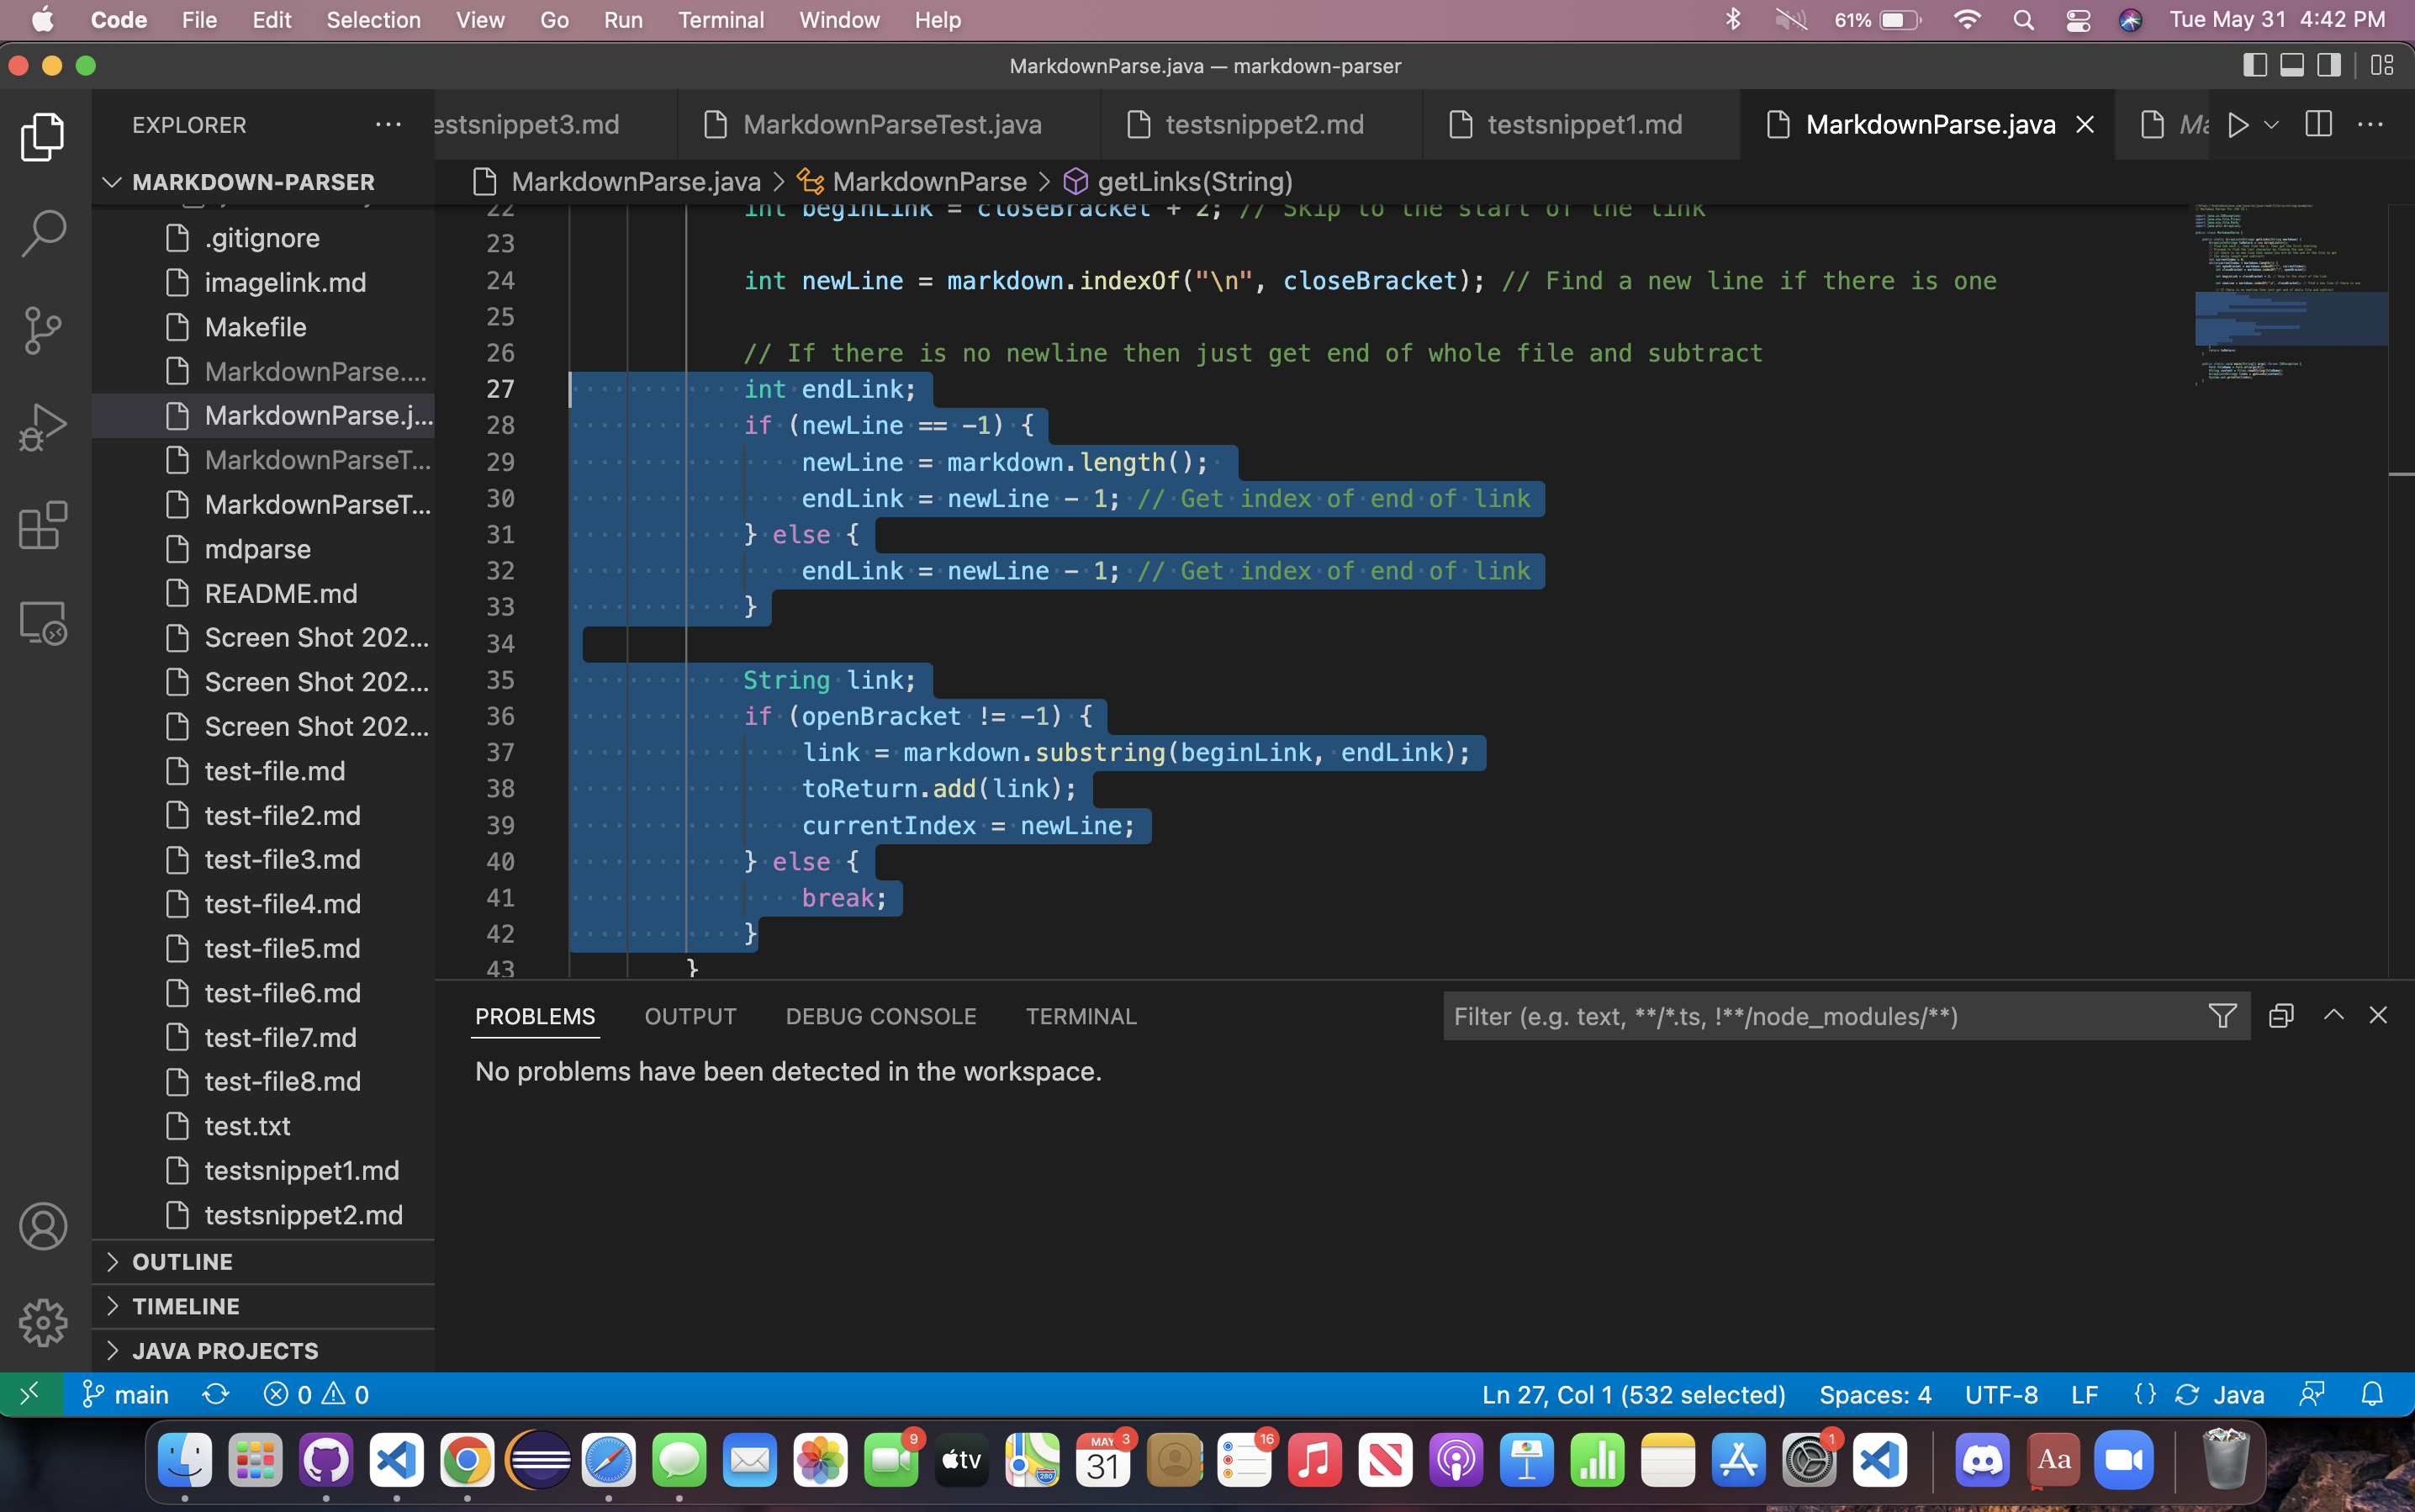 Code File Edit Selection View Go Run Terminal Window Help 61% Tue May 31 4:42 PM
MarkdownParse.java — markdown-parser
EXPLORER ··· estsnippet3.md MarkdownParseTest.java testsnippet2.md testsnippet1.md MarkdownParse.java Ma ···
MARKDOWN-PARSER
MarkdownParse.java > MarkdownParse > getLinks(String)
.gitignore
imagelink.md
Makefile
MarkdownParse....
MarkdownParse.j...
MarkdownParseT...
MarkdownParseT...
mdparse
README.md
Screen Shot 202...
Screen Shot 202...
Screen Shot 202...
test-file.md
test-file2.md
test-file3.md
test-file4.md
test-file5.md
test-file6.md
test-file7.md
test-file8.md
test.txt
testsnippet1.md
testsnippet2.md
OUTLINE
TIMELINE
JAVA PROJECTS
22 int beginLink = closeBracket + 2; // Skip to the start of the link
23
24 int newLine = markdown.indexOf("\n", closeBracket); // Find a new line if there is one
25
26 // If there is no newline then just get end of whole file and subtract
27 int endLink;
28 if (newLine == -1) {
29 newLine = markdown.length();
30 endLink = newLine - 1; // Get index of end of link
31 } else {
32 endLink = newLine - 1; // Get index of end of link
33 }
34
35 String link;
36 if (openBracket != -1) {
37 link = markdown.substring(beginLink, endLink);
38 toReturn.add(link);
39 currentIndex = newLine;
40 } else {
41 break;
42 }
43 }
PROBLEMS OUTPUT DEBUG CONSOLE TERMINAL Filter (e.g. text, **/*.ts, !**/node_modules/**)
No problems have been detected in the workspace.
main 0 0 Ln 27, Col 1 (532 selected) Spaces: 4 UTF-8 LF {} Java
9 tv 280 MAY 31 3 16 1 Aa